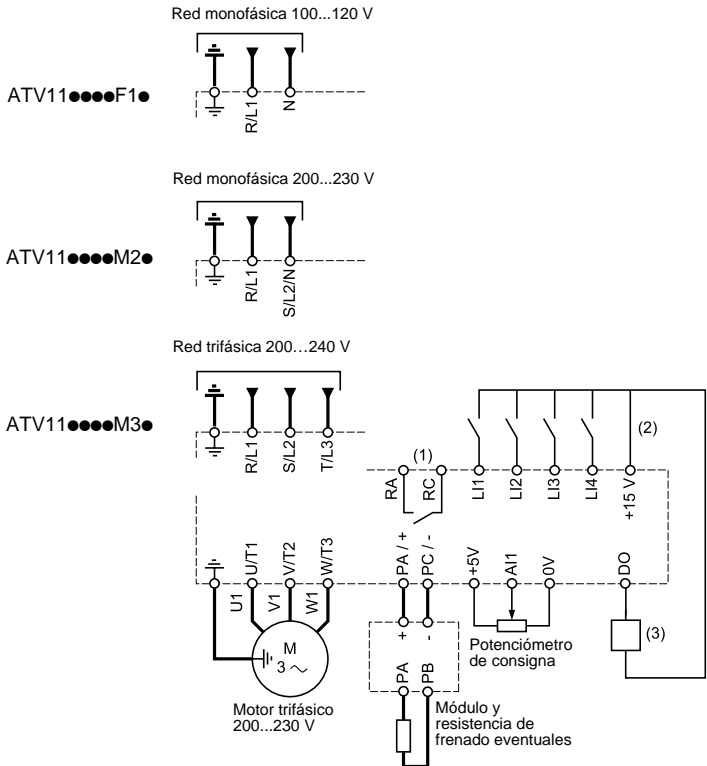 Red monofásica 100...120 V
ATV11●●●●F1●
R/L1
N
Red monofásica 200...230 V
ATV11●●●●M2●
R/L1
S/L2/N
Red trifásica 200...240 V
ATV11●●●●M3●
R/L1
S/L2
T/L3
(1)
(2)
RA
RC
LI1
LI2
LI3
LI4
+15 V
U/T1
V/T2
W/T3
PA / +
PC / -
+5V
AI1
0V
DO
U1
V1
W1
M
3 ~
+
-
PA
PB
Potenciómetro
de consigna
(3)
Motor trifásico
200...230 V
Módulo y
resistencia de
frenado eventuales